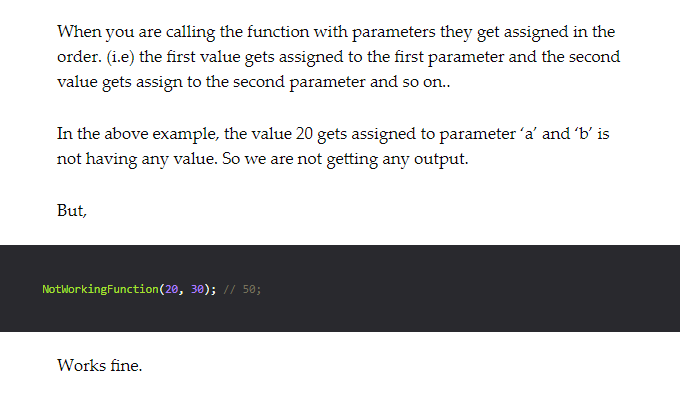 When you are calling the function with parameters they get assigned in the
order. (i.e) the first value gets assigned to the first parameter and the second
value gets assign to the second parameter and so on..
In the above example, the value 20 gets assigned to parameter ‘a’ and ‘b’ is
not having any value. So we are not getting any output.
But,
NotWorkingFunction(20, 30); // 50;
Works fine.